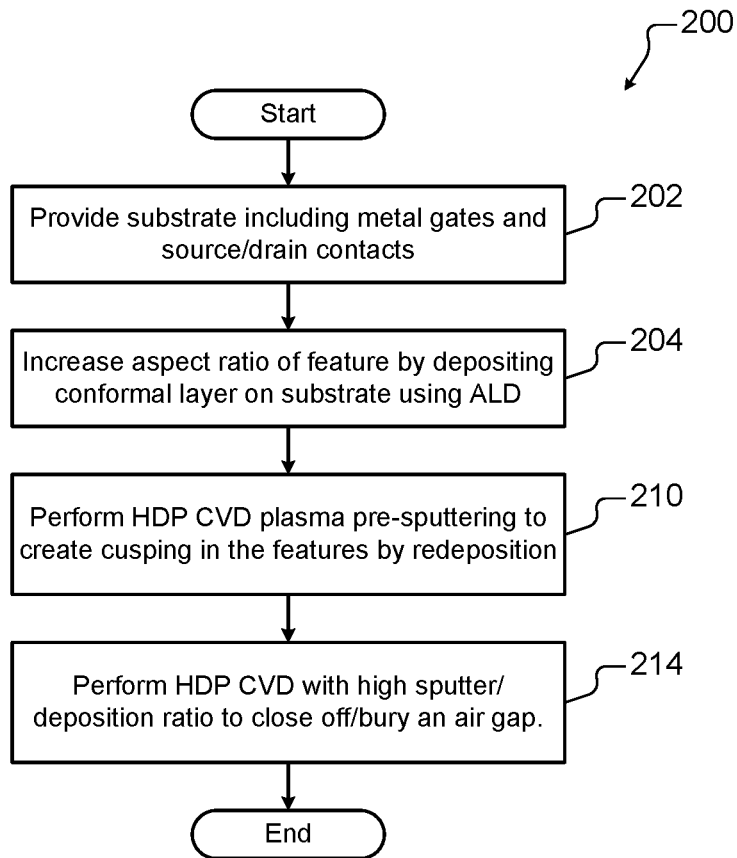 200
Start
Provide substrate including metal gates and
source/drain contacts
202
Increase aspect ratio of feature by depositing
conformal layer on substrate using ALD
204
Perform HDP CVD plasma pre-sputtering to
create cusping in the features by redeposition
210
Perform HDP CVD with high sputter/
deposition ratio to close off/bury an air gap.
214
End